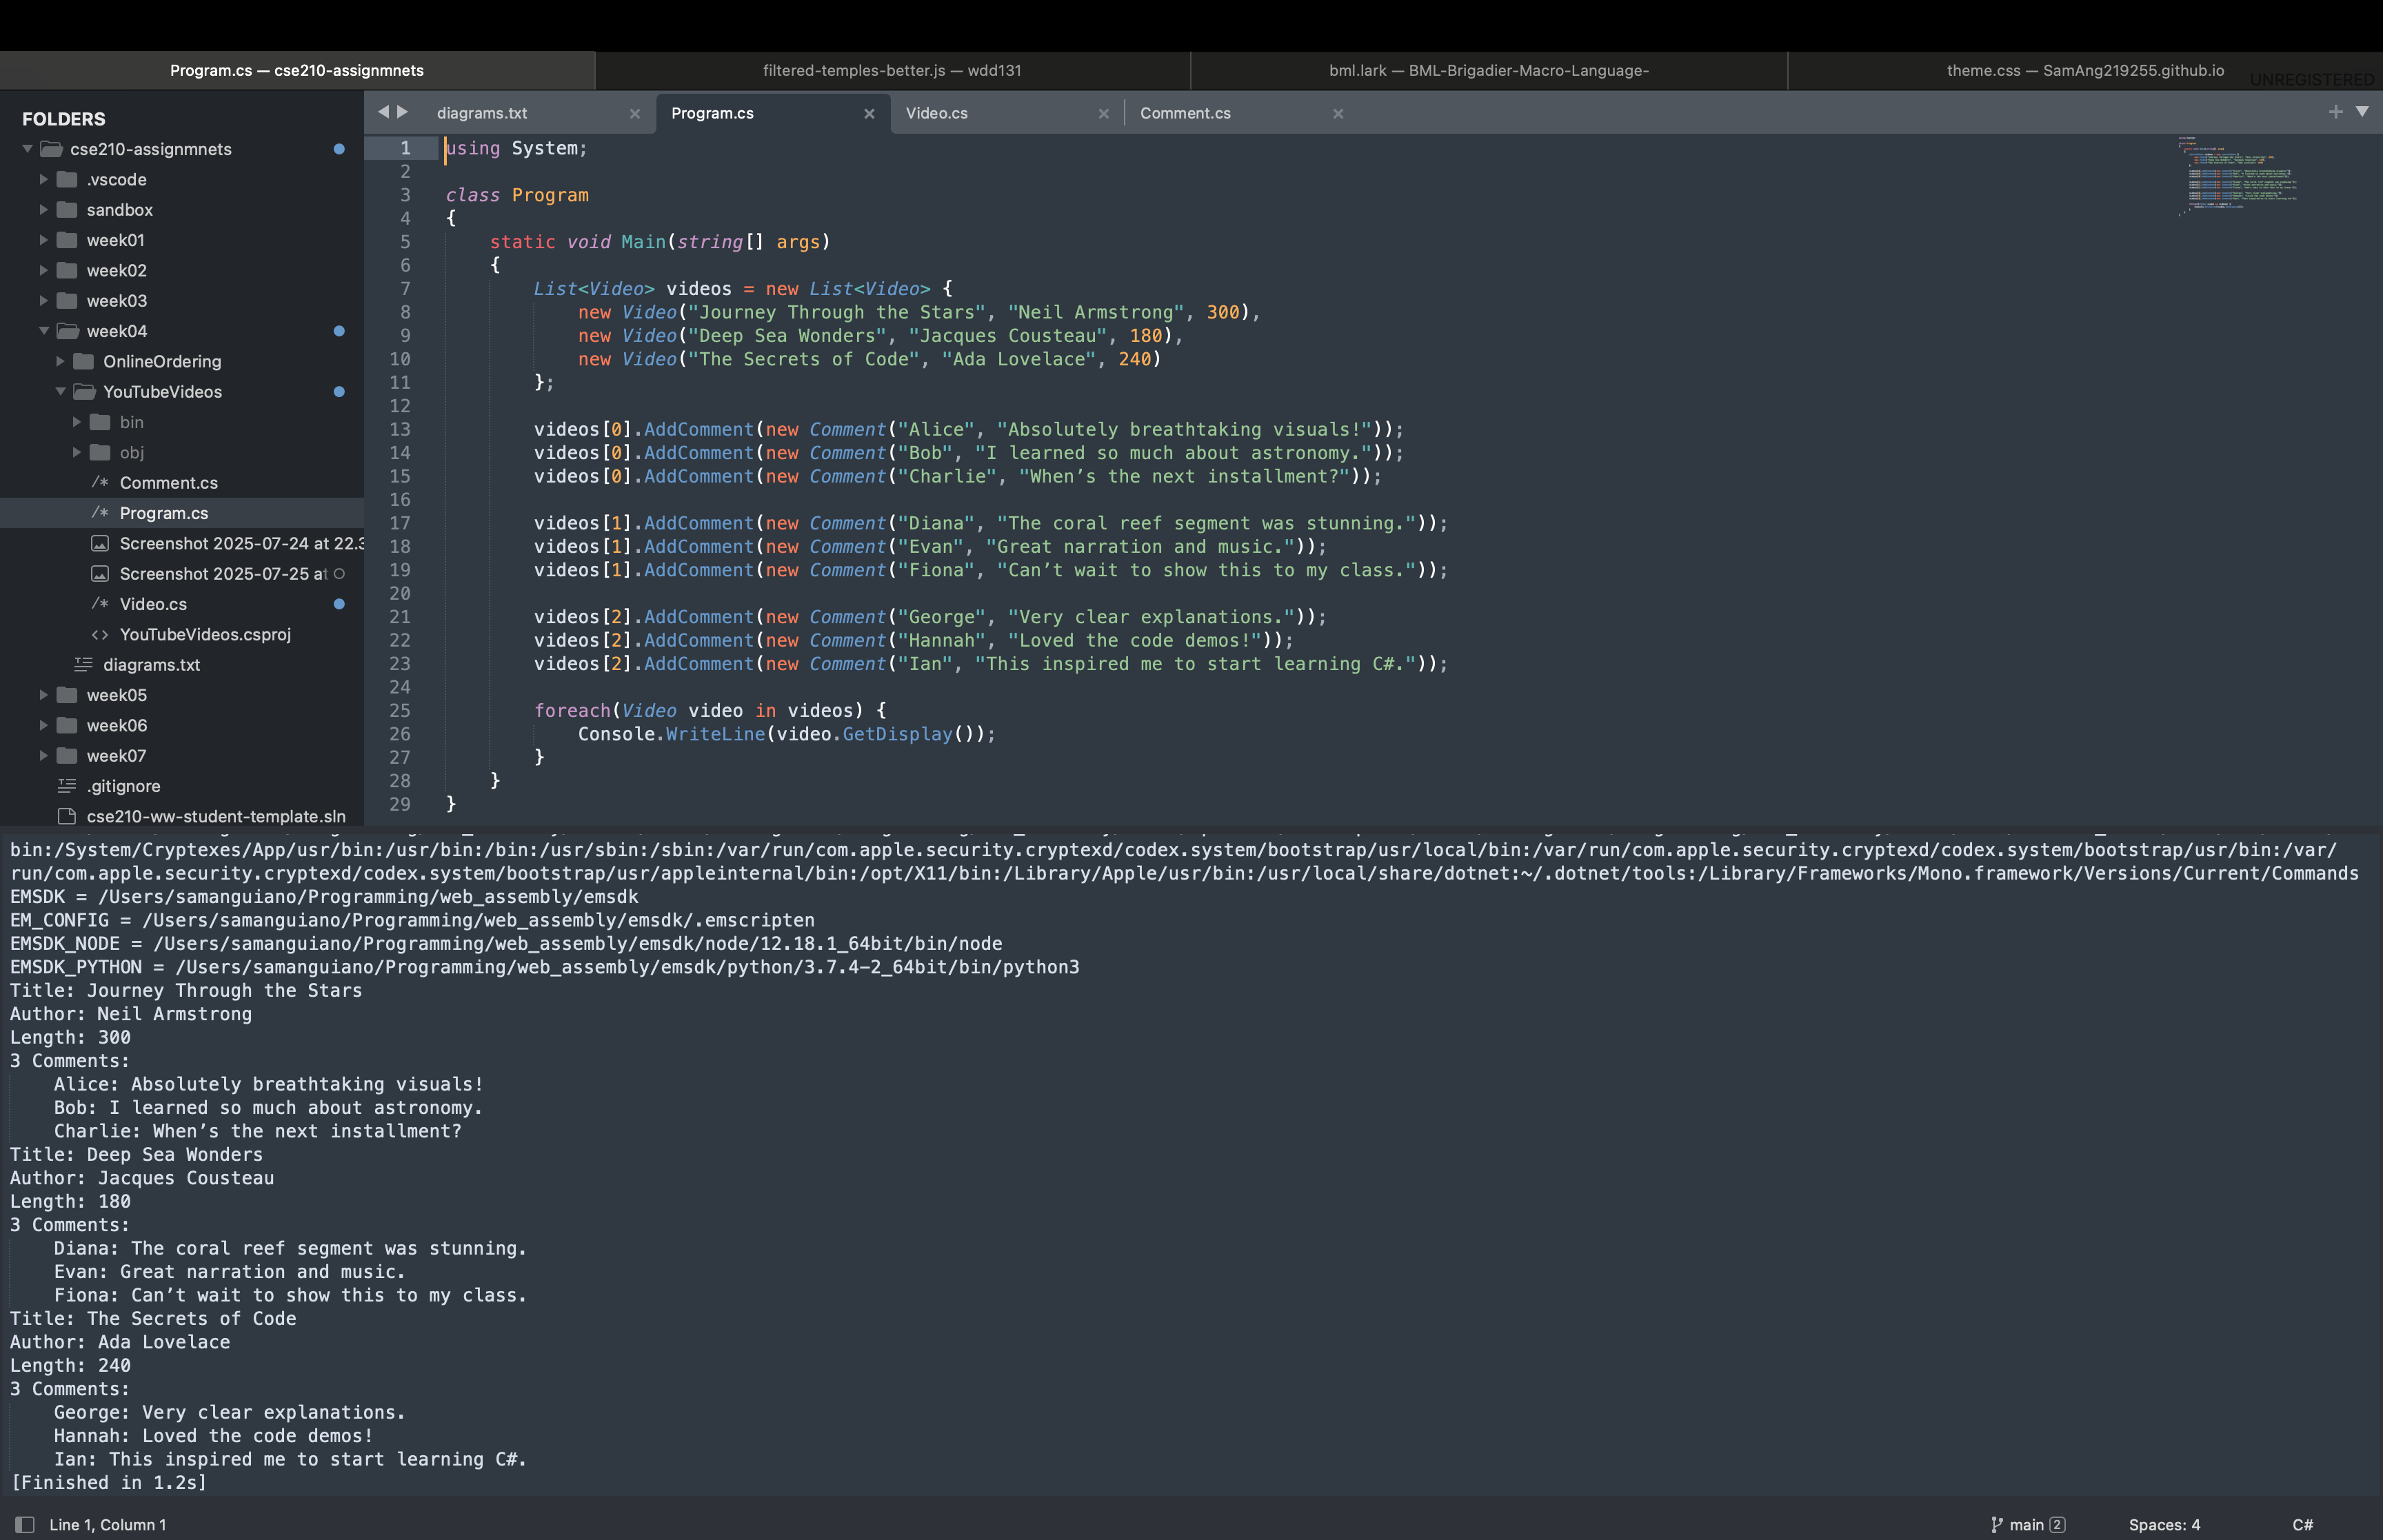 Program.cs — cse210-assignmnets
filtered-temples-better.js — wdd131
bml.lark — BML-Brigadier-Macro-Language-
theme.css — SamAng219255.github.io
UNREGISTERED
FOLDERS
cse210-assignmnets
.vscode
sandbox
week01
week02
week03
week04
OnlineOrdering
YouTubeVideos
bin
obj
/* Comment.cs
/* Program.cs
Screenshot 2025-07-24 at 22.3
Screenshot 2025-07-25 at
/* Video.cs
<> YouTubeVideos.csproj
diagrams.txt
week05
week06
week07
.gitignore
cse210-ww-student-template.sln
diagrams.txt
Program.cs
Video.cs
Comment.cs
1 using System;
2
3 class Program
4 {
5     static void Main(string[] args)
6     {
7         List<Video> videos = new List<Video> {
8             new Video("Journey Through the Stars", "Neil Armstrong", 300),
9             new Video("Deep Sea Wonders", "Jacques Cousteau", 180),
10             new Video("The Secrets of Code", "Ada Lovelace", 240)
11         };
12
13         videos[0].AddComment(new Comment("Alice", "Absolutely breathtaking visuals!"));
14         videos[0].AddComment(new Comment("Bob", "I learned so much about astronomy."));
15         videos[0].AddComment(new Comment("Charlie", "When’s the next installment?"));
16
17         videos[1].AddComment(new Comment("Diana", "The coral reef segment was stunning."));
18         videos[1].AddComment(new Comment("Evan", "Great narration and music."));
19         videos[1].AddComment(new Comment("Fiona", "Can’t wait to show this to my class."));
20
21         videos[2].AddComment(new Comment("George", "Very clear explanations."));
22         videos[2].AddComment(new Comment("Hannah", "Loved the code demos!"));
23         videos[2].AddComment(new Comment("Ian", "This inspired me to start learning C#."));
24
25         foreach(Video video in videos) {
26             Console.WriteLine(video.GetDisplay());
27         }
28     }
29 }
bin:/System/Cryptexes/App/usr/bin:/usr/bin:/bin:/usr/sbin:/sbin:/var/run/com.apple.security.cryptexd/codex.system/bootstrap/usr/local/bin:/var/run/com.apple.security.cryptexd/codex.system/bootstrap/usr/bin:/var/
run/com.apple.security.cryptexd/codex.system/bootstrap/usr/appleinternal/bin:/opt/X11/bin:/Library/Apple/usr/bin:/usr/local/share/dotnet:~/.dotnet/tools:/Library/Frameworks/Mono.framework/Versions/Current/Commands
EMSDK = /Users/samanguiano/Programming/web_assembly/emsdk
EM_CONFIG = /Users/samanguiano/Programming/web_assembly/emsdk/.emscripten
EMSDK_NODE = /Users/samanguiano/Programming/web_assembly/emsdk/node/12.18.1_64bit/bin/node
EMSDK_PYTHON = /Users/samanguiano/Programming/web_assembly/emsdk/python/3.7.4-2_64bit/bin/python3
Title: Journey Through the Stars
Author: Neil Armstrong
Length: 300
3 Comments:
    Alice: Absolutely breathtaking visuals!
    Bob: I learned so much about astronomy.
    Charlie: When’s the next installment?
Title: Deep Sea Wonders
Author: Jacques Cousteau
Length: 180
3 Comments:
    Diana: The coral reef segment was stunning.
    Evan: Great narration and music.
    Fiona: Can’t wait to show this to my class.
Title: The Secrets of Code
Author: Ada Lovelace
Length: 240
3 Comments:
    George: Very clear explanations.
    Hannah: Loved the code demos!
    Ian: This inspired me to start learning C#.
[Finished in 1.2s]
Line 1, Column 1
main 2
Spaces: 4
C#